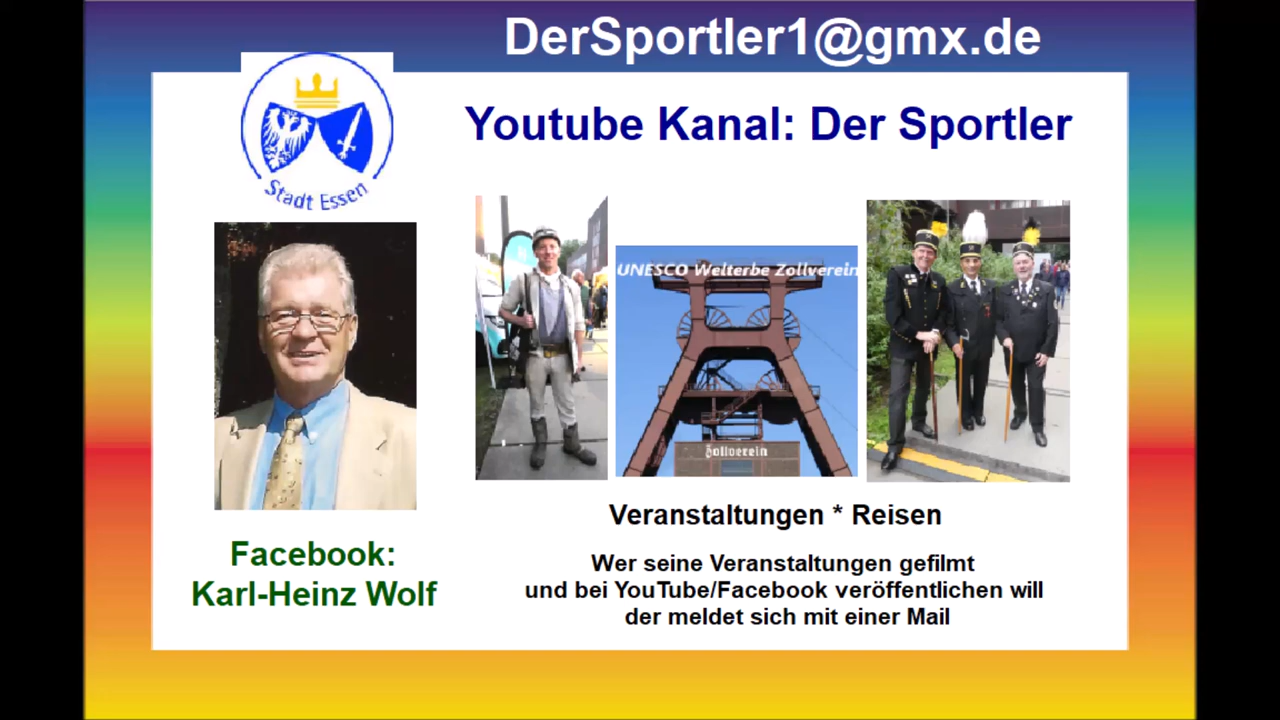 DerSportler1@gmx.de
Stadt Essen
Youtube Kanal: Der Sportler
UNESCO Welterbe Zollverein
Zollverein
Veranstaltungen * Reisen
Facebook:
Karl-Heinz Wolf
Wer seine Veranstaltungen gefilmt
und bei YouTube/Facebook veröffentlichen will
der meldet sich mit einer Mail